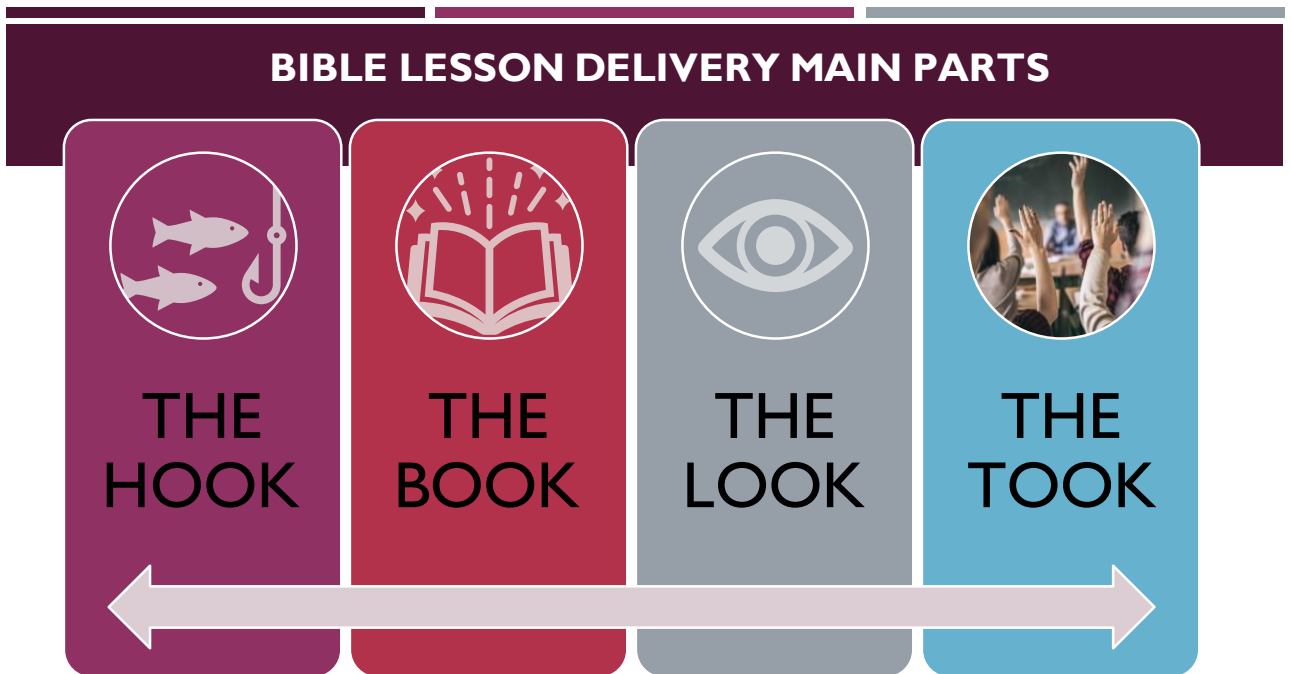 BIBLE LESSON DELIVERY MAIN PARTS
THE
HOOK
THE
BOOK
THE
LOOK
THE
TOOK